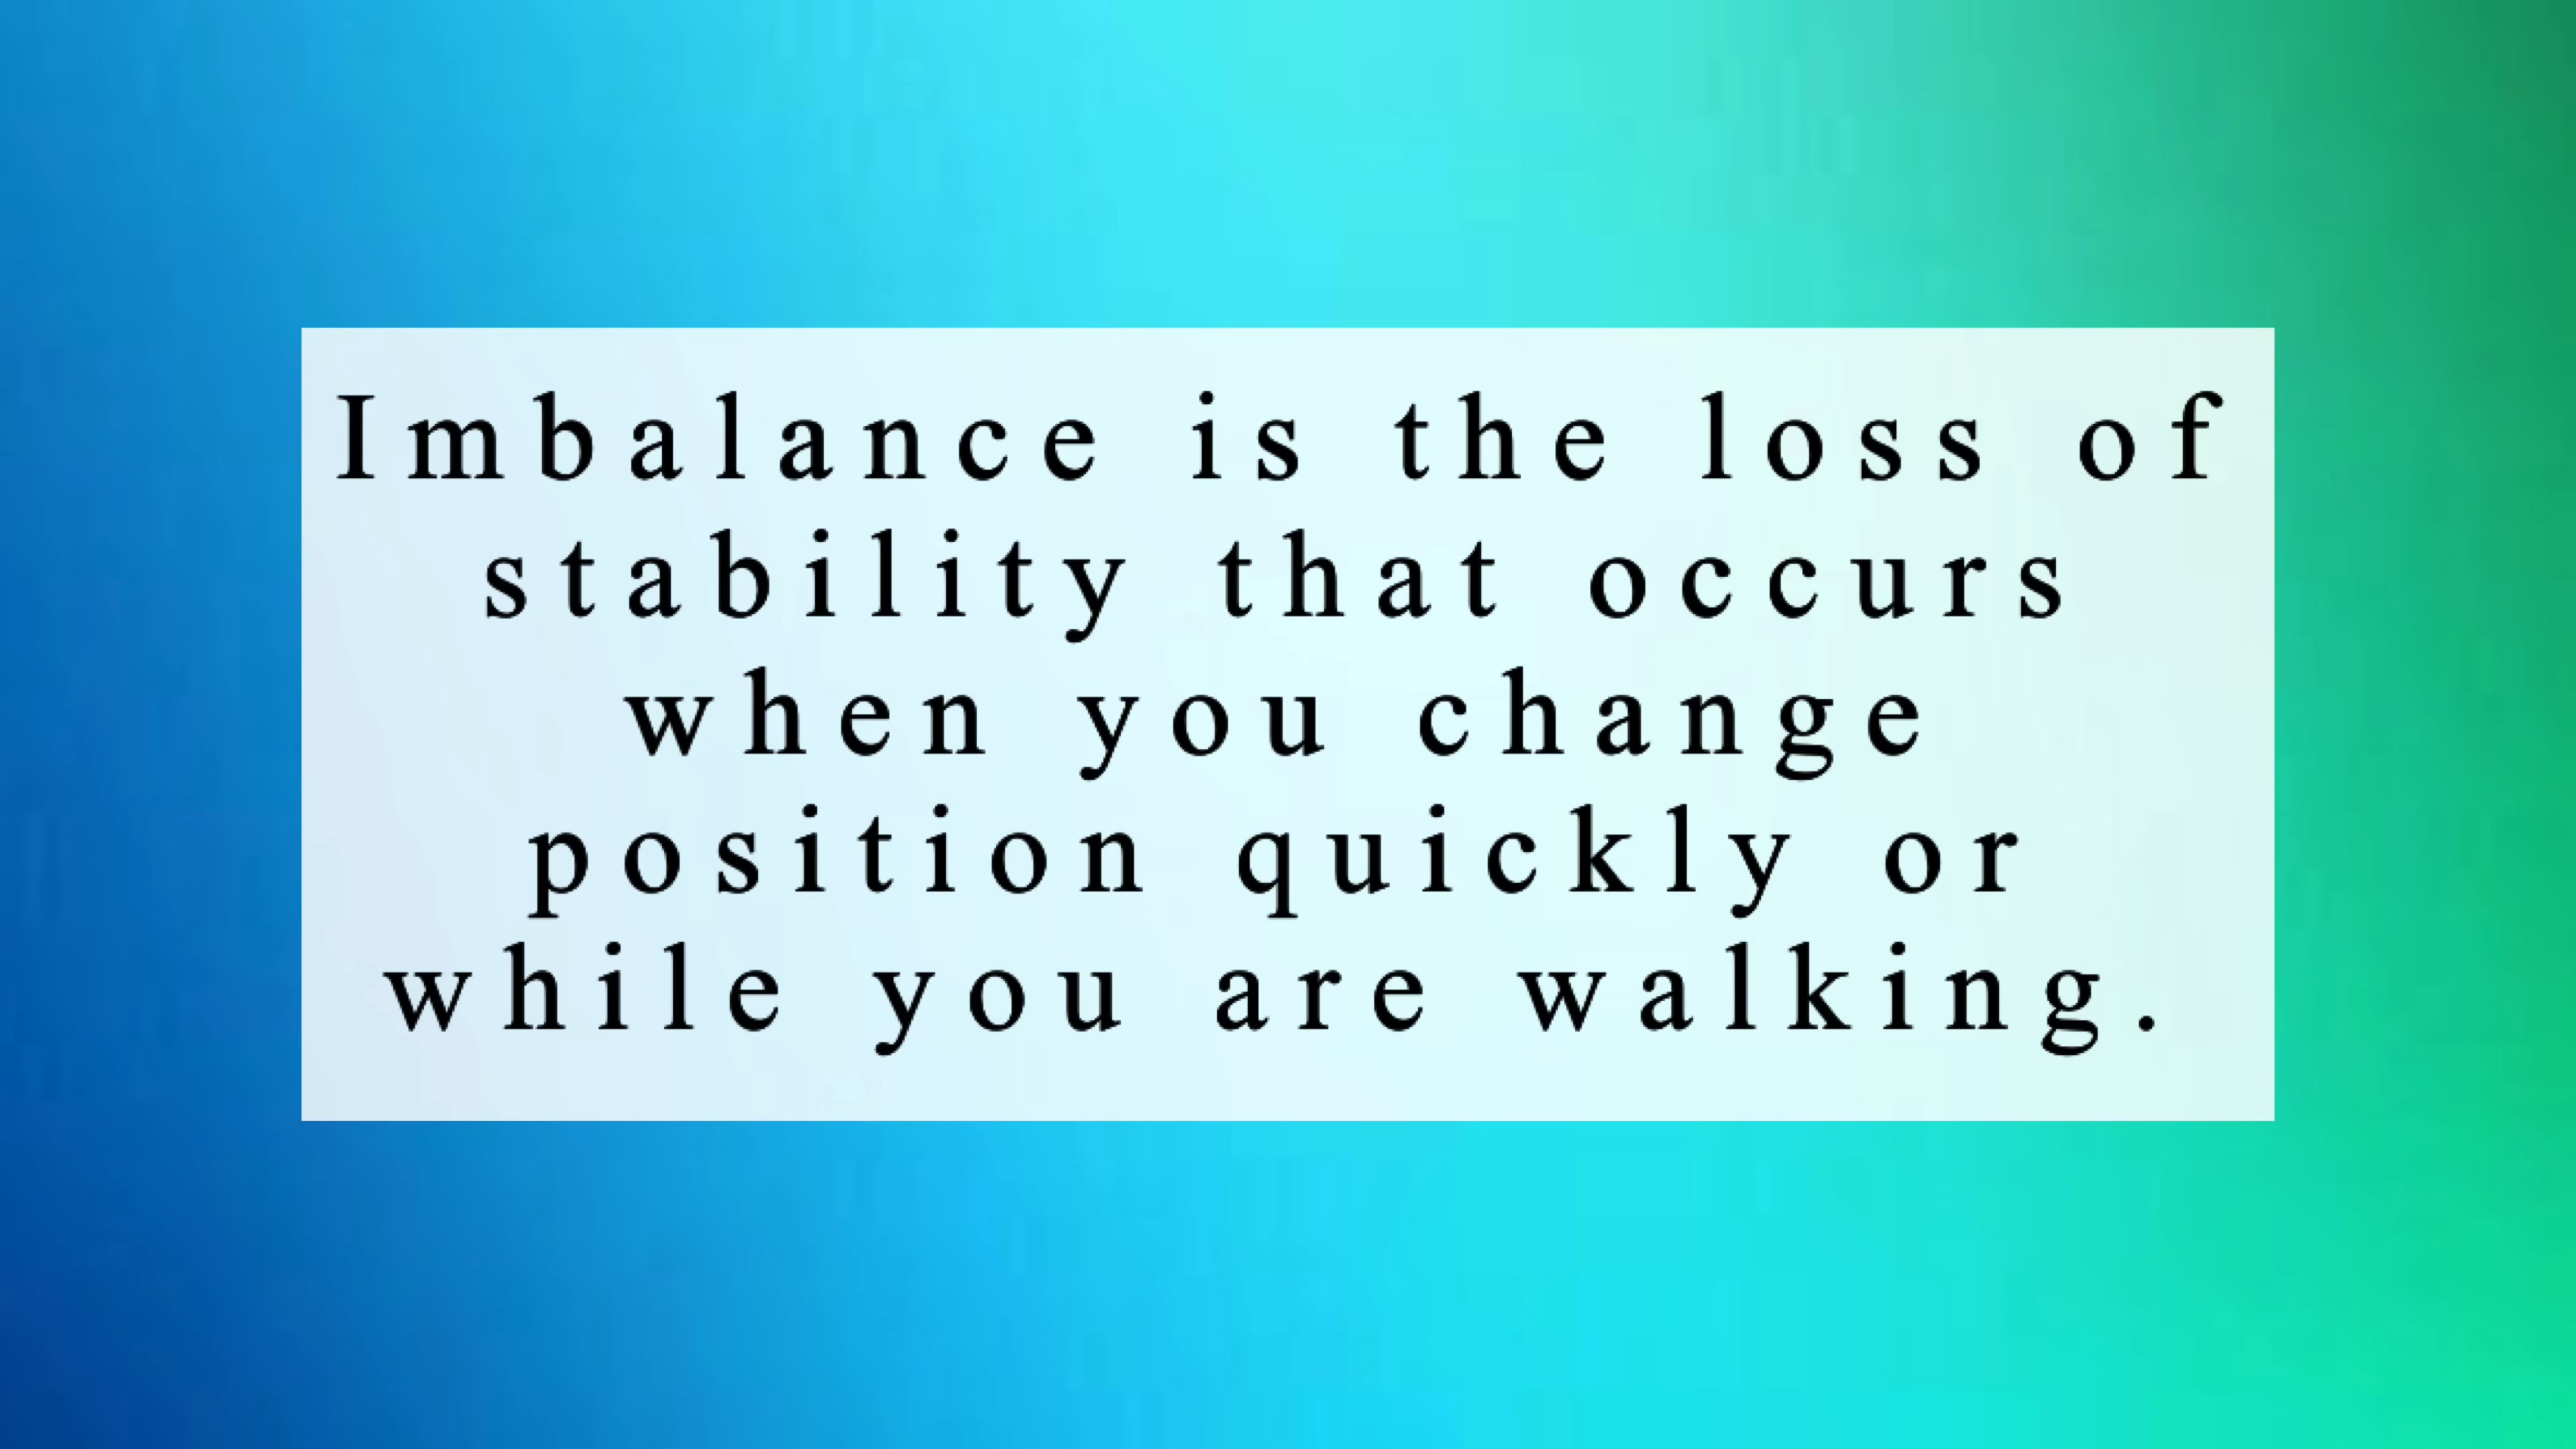 Imbalance is the loss of
stability that occurs
when you change
position quickly or
while you are walking.